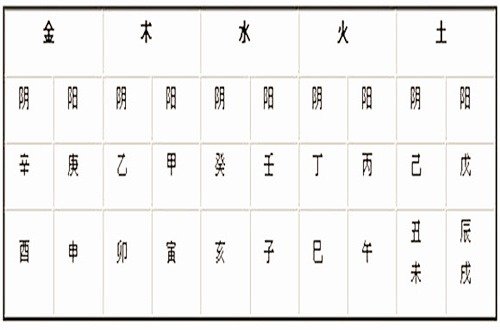 金 木 水 火 土
阴 阳 阴 阳 阴 阳 阴 阳 阴 阳
辛 庚 乙 甲 癸 壬 丁 丙 己 戊
酉 申 卯 寅 亥 子 巳 午 丑 辰
未 戌